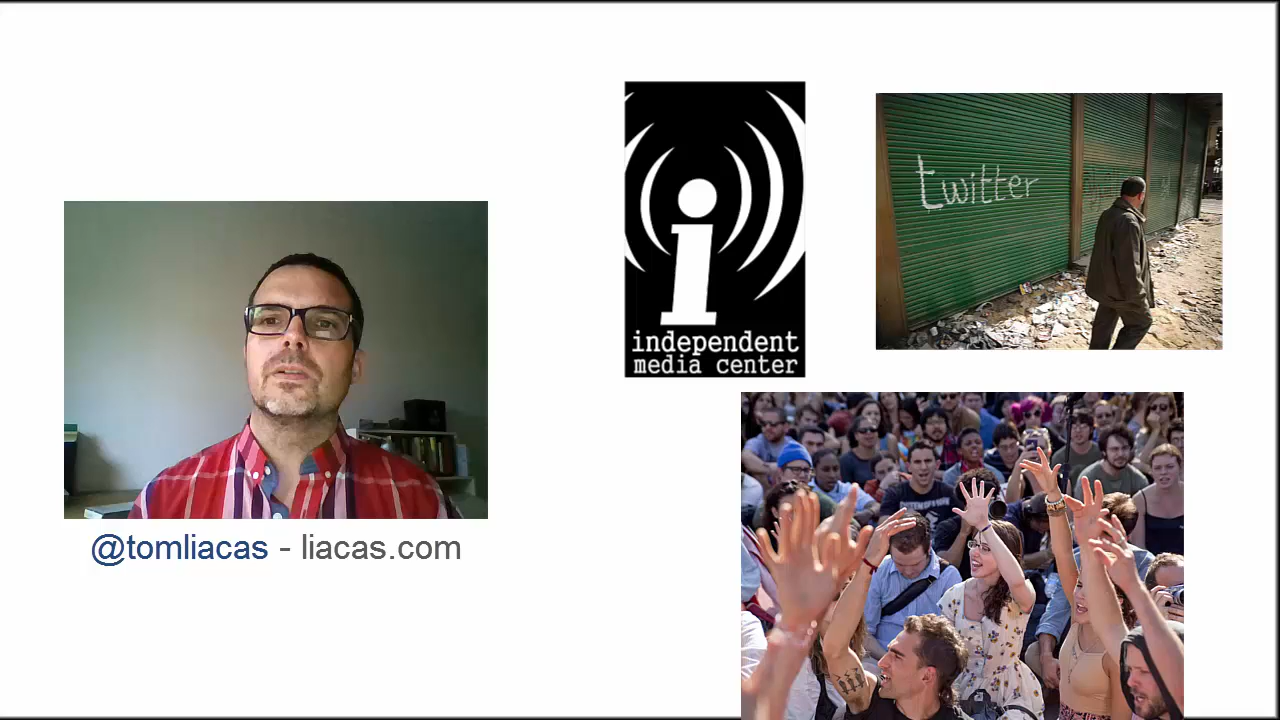 independent
media center
twitter
@tomliacas - liacas.com